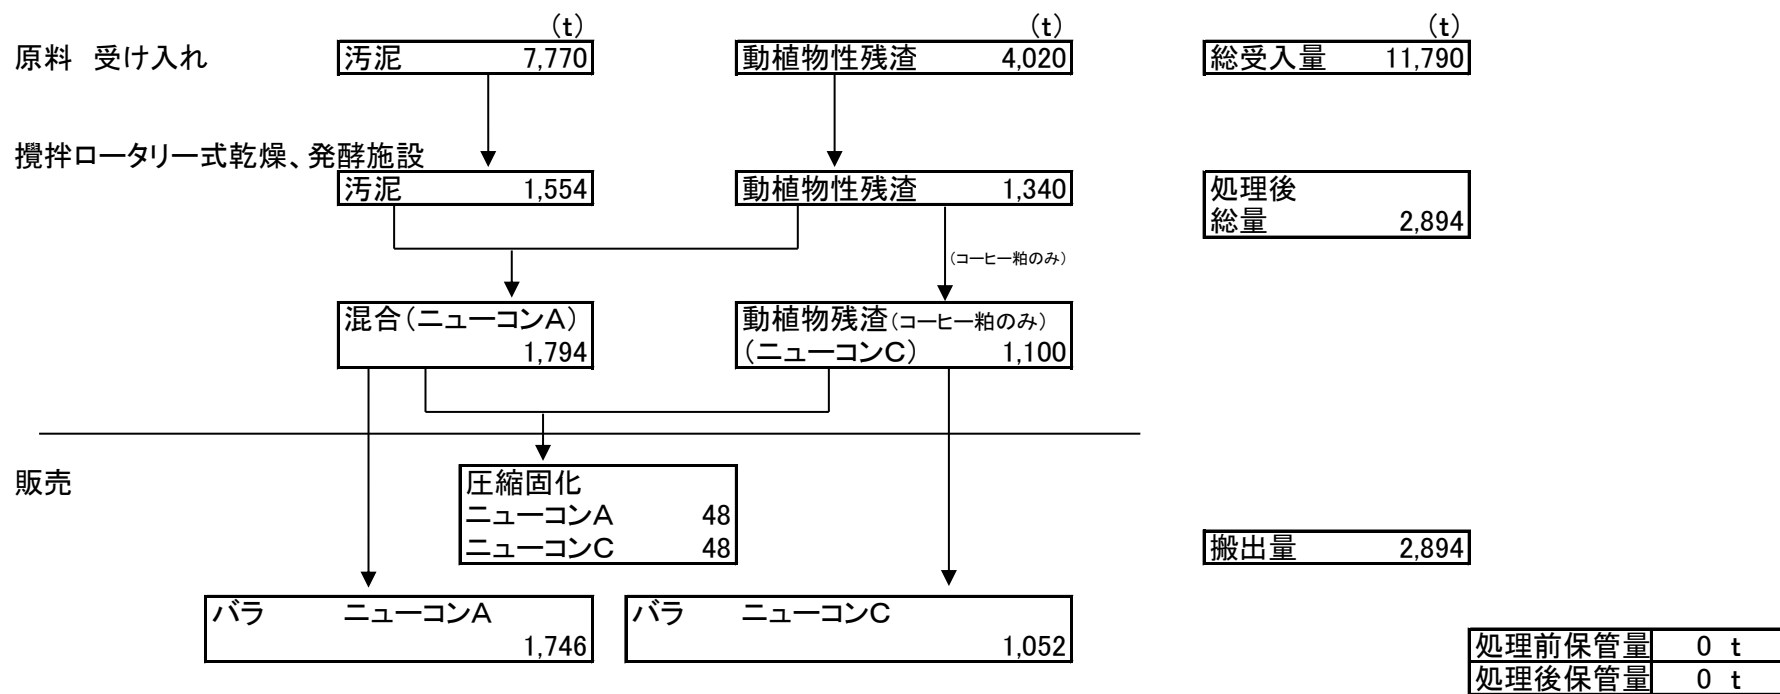 (t) (t) (t)
原料 受け入れ 汚泥 7,770 動植物性残渣 4,020 総受入量 11,790
攪拌ロータリー式乾燥、発酵施設
汚泥 1,554 動植物性残渣 1,340 処理後
総量 2,894
(コーヒー粕のみ)
混合(ニューコンA) 動植物残渣(コーヒー粕のみ)
1,794 (ニューコンC) 1,100
販売 圧縮固化
ニューコンA 48
ニューコンC 48 搬出量 2,894
バラ ニューコンA バラ ニューコンC
1,746 1,052
処理前保管量 0 t
処理後保管量 0 t